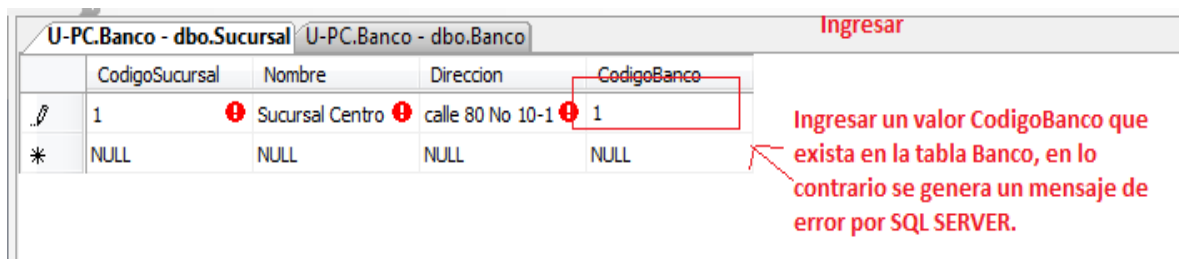 Ingresar
U-PC.Banco - dbo.Sucursal U-PC.Banco - dbo.Banco
CodigoSucursal Nombre Direccion CodigoBanco
1 Sucursal Centro calle 80 No 10-1 1
NULL NULL NULL NULL
Ingresar un valor CodigoBanco que
exista en la tabla Banco, en lo
contrario se genera un mensaje de
error por SQL SERVER.